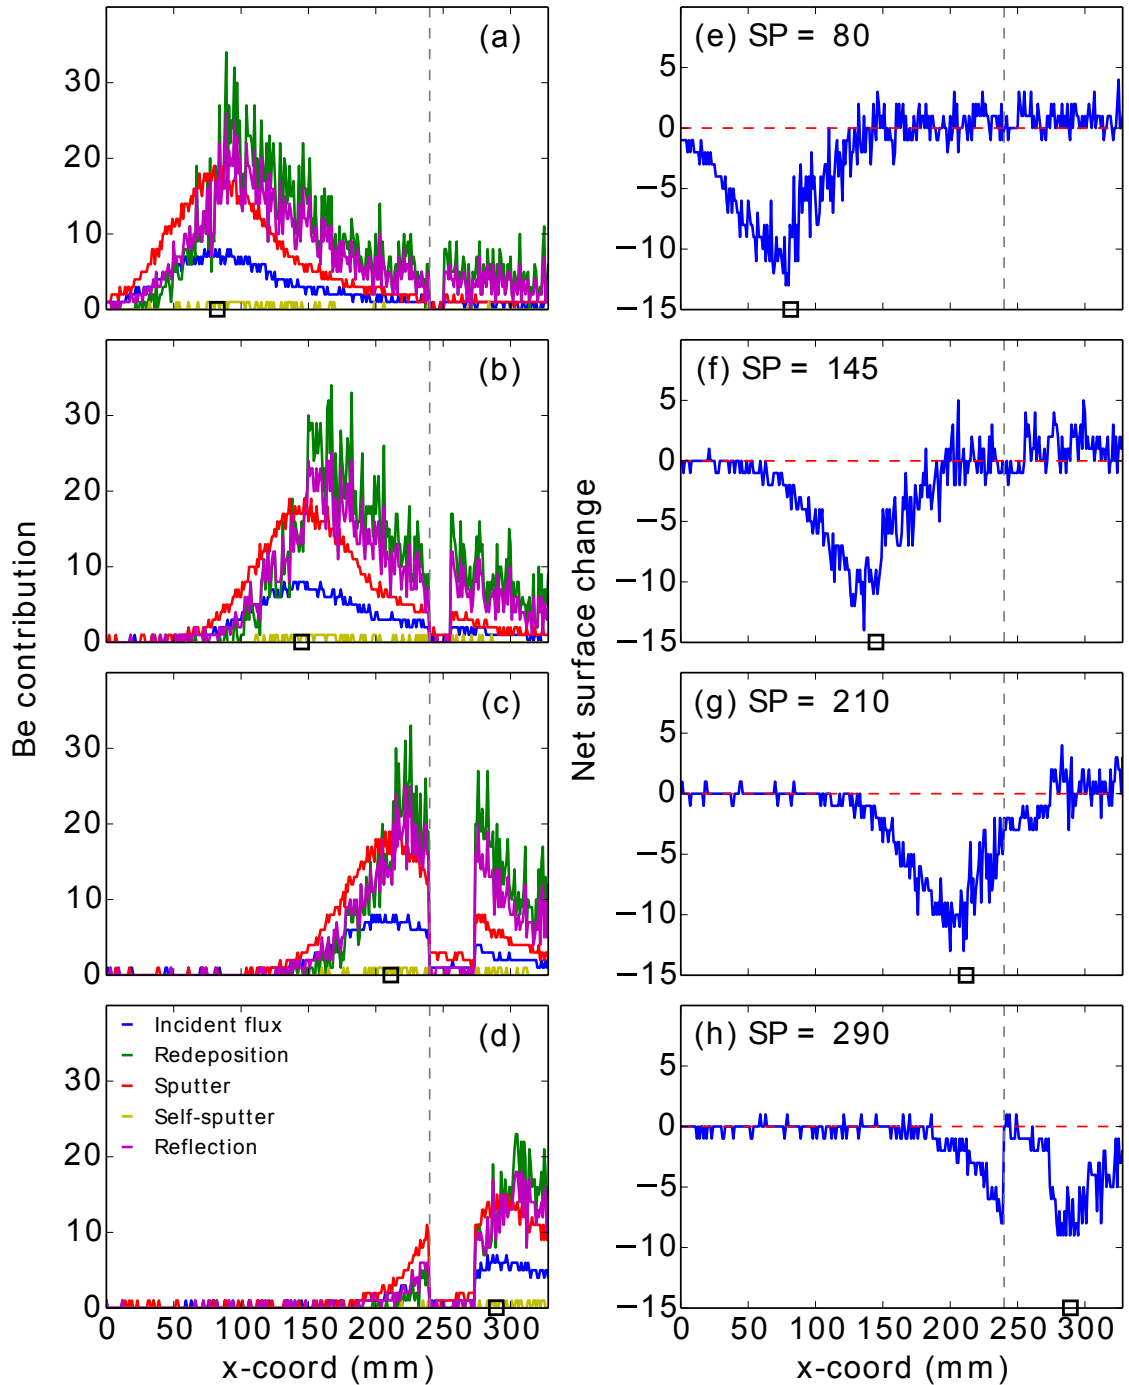 (a)
30
20
10
0
(e) SP = 80
5
0
−5
−10
−15
(b)
30
20
10
0
(f) SP = 145
5
0
−5
−10
−15
Be contribution
Net surface change
(c)
30
20
10
0
(g) SP = 210
5
0
−5
−10
−15
(d)
Incident flux
Redeposition
Sputter
Self-sputter
Reflection
30
20
10
0
0 50 100 150 200 250 300
x-coord (mm)
(h) SP = 290
5
0
−5
−10
−15
0 50 100 150 200 250 300
x-coord (mm)